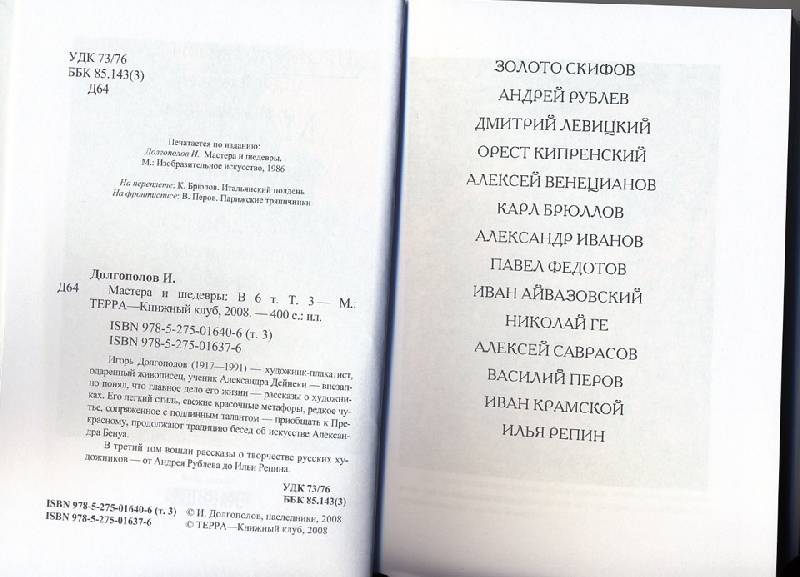 УДК 73/76
ББК 85.143(3)
Д64
Печатается по изданию:
Долгополов И. Мастера и шедевры.
М.: Изобразительное искусство, 1986
На переплете: К. Брюллов. Итальянский полдень
На фронтисписе: В. Перов. Парижские тряпичники
Долгополов И.
Д64 Мастера и шедевры: В 6 т. Т. 3 — М.:
ТЕРРА—Книжный клуб, 2008. — 400 с.: ил.
ISBN 978-5-275-01640-6 (т. 3)
ISBN 978-5-275-01637-6
Игорь Долгополов (1917—1991) — художник-плакатист,
одаренный живописец, ученик Александра Дейнеки — внезап-
но понял, что главное дело его жизни — рассказы о художни-
ках. Его легкий стиль, свежие красочные метафоры, редкое чу-
тье, сопряженное с подлинным талантом — приобщать к Пре-
красному, продолжают традицию бесед об искусстве Алексан-
дра Бенуа.
В третий том вошли рассказы о творчестве русских ху-
дожников — от Андрея Рублева до Ильи Репина.
УДК 73/76
ББК 85.143(3)
ISBN 978-5-275-01640-6 (т. 3)
ISBN 978-5-275-01637-6
© И. Долгополов, наследники, 2008
© ТЕРРА—Книжный клуб, 2008
ЗОЛОТО СКИФОВ
АНДРЕЙ РУБЛЕВ
ДМИТРИЙ ЛЕВИЦКИЙ
ОРЕСТ КИПРЕНСКИЙ
АЛЕКСЕЙ ВЕНЕЦИАНОВ
КАРЛ БРЮЛЛОВ
АЛЕКСАНДР ИВАНОВ
ПАВЕЛ ФЕДОТОВ
ИВАН АЙВАЗОВСКИЙ
НИКОЛАЙ ГЕ
АЛЕКСЕЙ САВРАСОВ
ВАСИЛИЙ ПЕРОВ
ИВАН КРАМСКОЙ
ИЛЬЯ РЕПИН